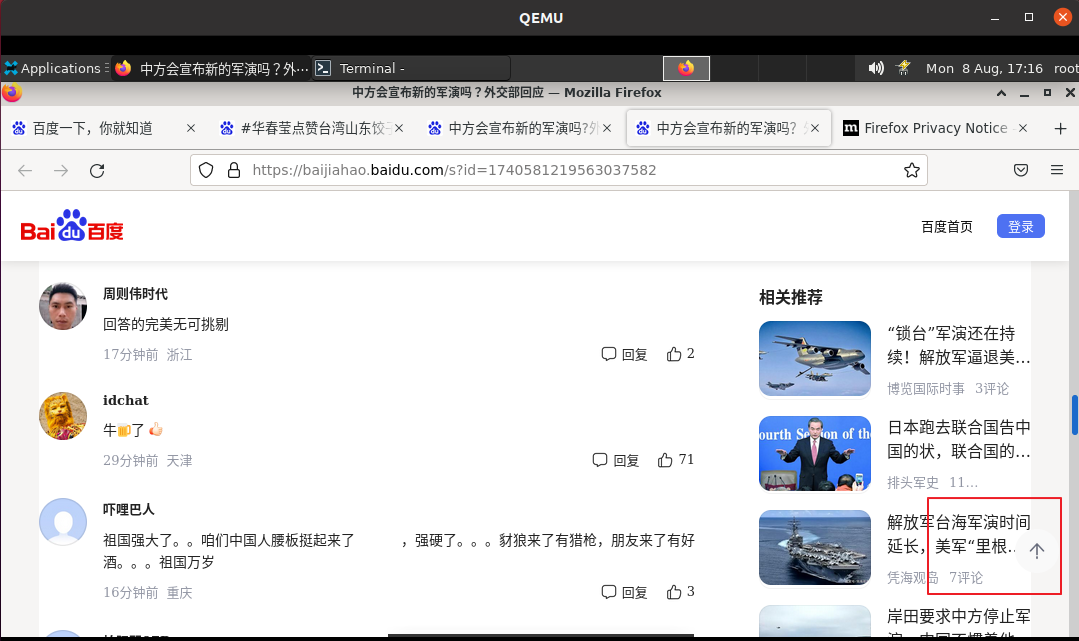 QEMU
Applications
中方会宣布新的军演吗？外…
Terminal -
Mon 8 Aug, 17:16
root
中方会宣布新的军演吗？外交部回应 — Mozilla Firefox
百度一下，你就知道
#华春莹点赞台湾山东饺子
中方会宣布新的军演吗?外
中方会宣布新的军演吗？
Firefox Privacy Notice
https://baijiahao.baidu.com/s?id=1740581219563037582
Bai du 百度
百度首页
登录
周则伟时代
回答的完美无可挑剔
17分钟前 浙江
回复 2
idchat
牛🍺了👍
29分钟前 天津
回复 71
吓哩巴人
祖国强大了。。咱们中国人腰板挺起来了 ，强硬了。。。豺狼来了有猎枪，朋友来了有好
酒。。。祖国万岁
16分钟前 重庆
回复 3
相关推荐
“锁台”军演还在持
续！解放军逼退美…
博览国际时事 3评论
ourth Session of th
日本跑去联合国告中
国的状，联合国的…
排头军史 11…
解放军台海军演时间
延长，美军“里根…
凭海观岛 7评论
岸田要求中方停止军